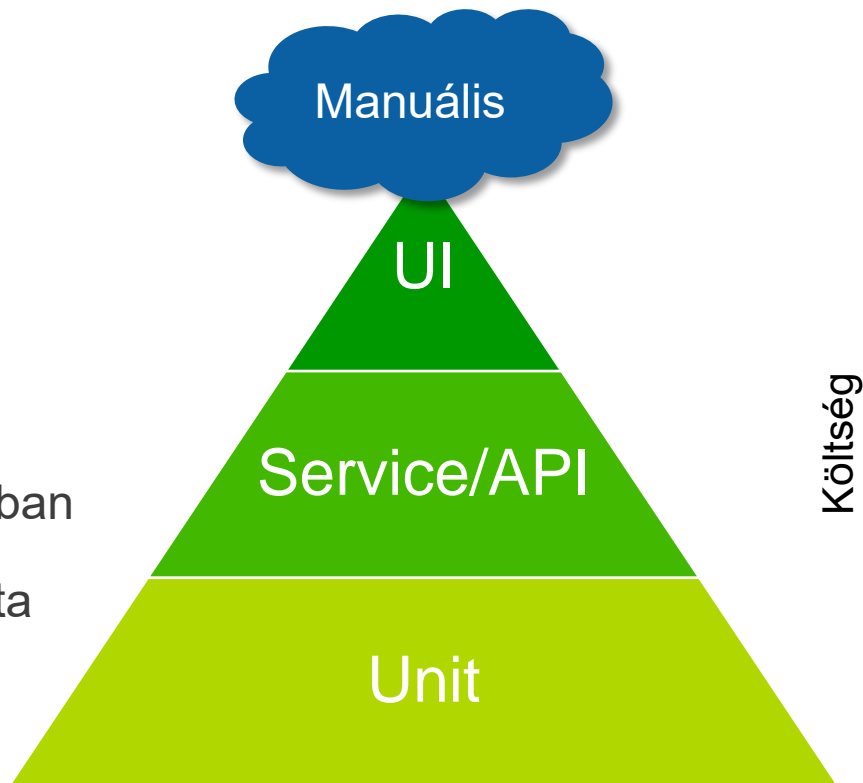 Manuális
UI
Service/API
Költség
ban
ta
Unit